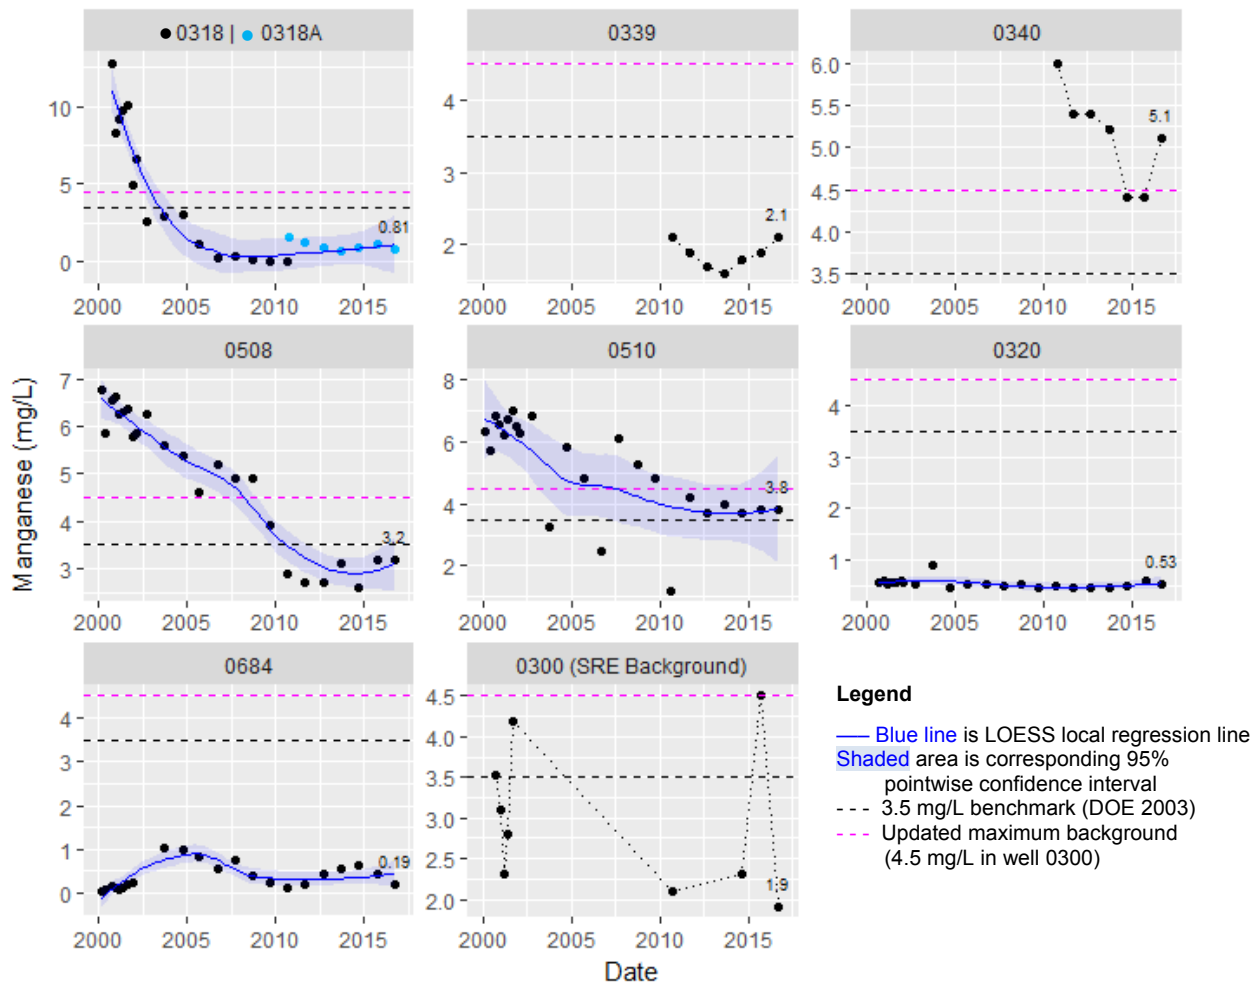 0318 | 0318A
0339
0340
10
5
0
0.81
4
3
2
2.1
6.0
5.5
5.0
4.5
4.0
3.5
5.1
2000 2005 2010 2015
2000 2005 2010 2015
2000 2005 2010 2015
Manganese (mg/L)
0508
0510
0320
7
6
5
4
3
3.2
8
6
4
2
3.8
4
3
2
1
0.53
2000 2005 2010 2015
2000 2005 2010 2015
2000 2005 2010 2015
0684
0300 (SRE Background)
4
3
2
1
0
0.19
4.5
4.0
3.5
3.0
2.5
2.0
1.9
2000 2005 2010 2015
2000 2005 2010 2015
Date
Legend
Blue line is LOESS local regression line
Shaded area is corresponding 95%
pointwise confidence interval
3.5 mg/L benchmark (DOE 2003)
Updated maximum background
(4.5 mg/L in well 0300)